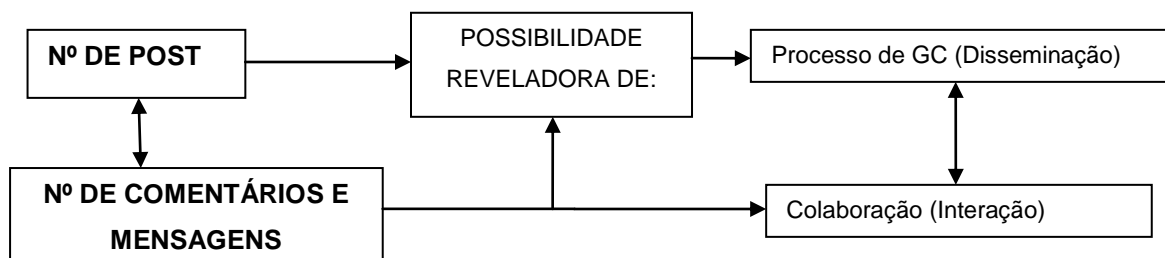 Nº DE POST
POSSIBILIDADE
REVELADORA DE:
Processo de GC (Disseminação)
Nº DE COMENTÁRIOS E
MENSAGENS
Colaboração (Interação)